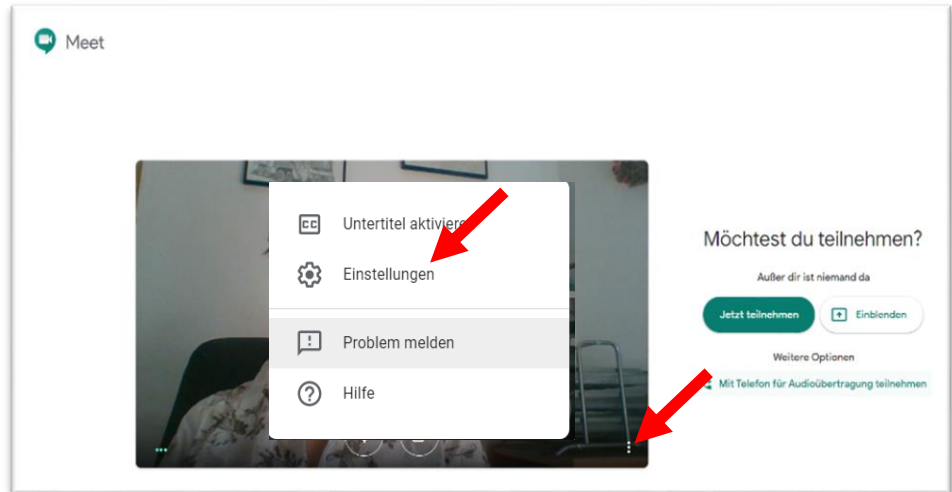 Meet
Untertitel aktiviere
Einstellungen
Problem melden
Hilfe
Möchtest du teilnehmen?
Außer dir ist niemand da
Jetzt teilnehmen
Einblenden
Weitere Optionen
Mit Telefon für Audioübertragung teilnehmen